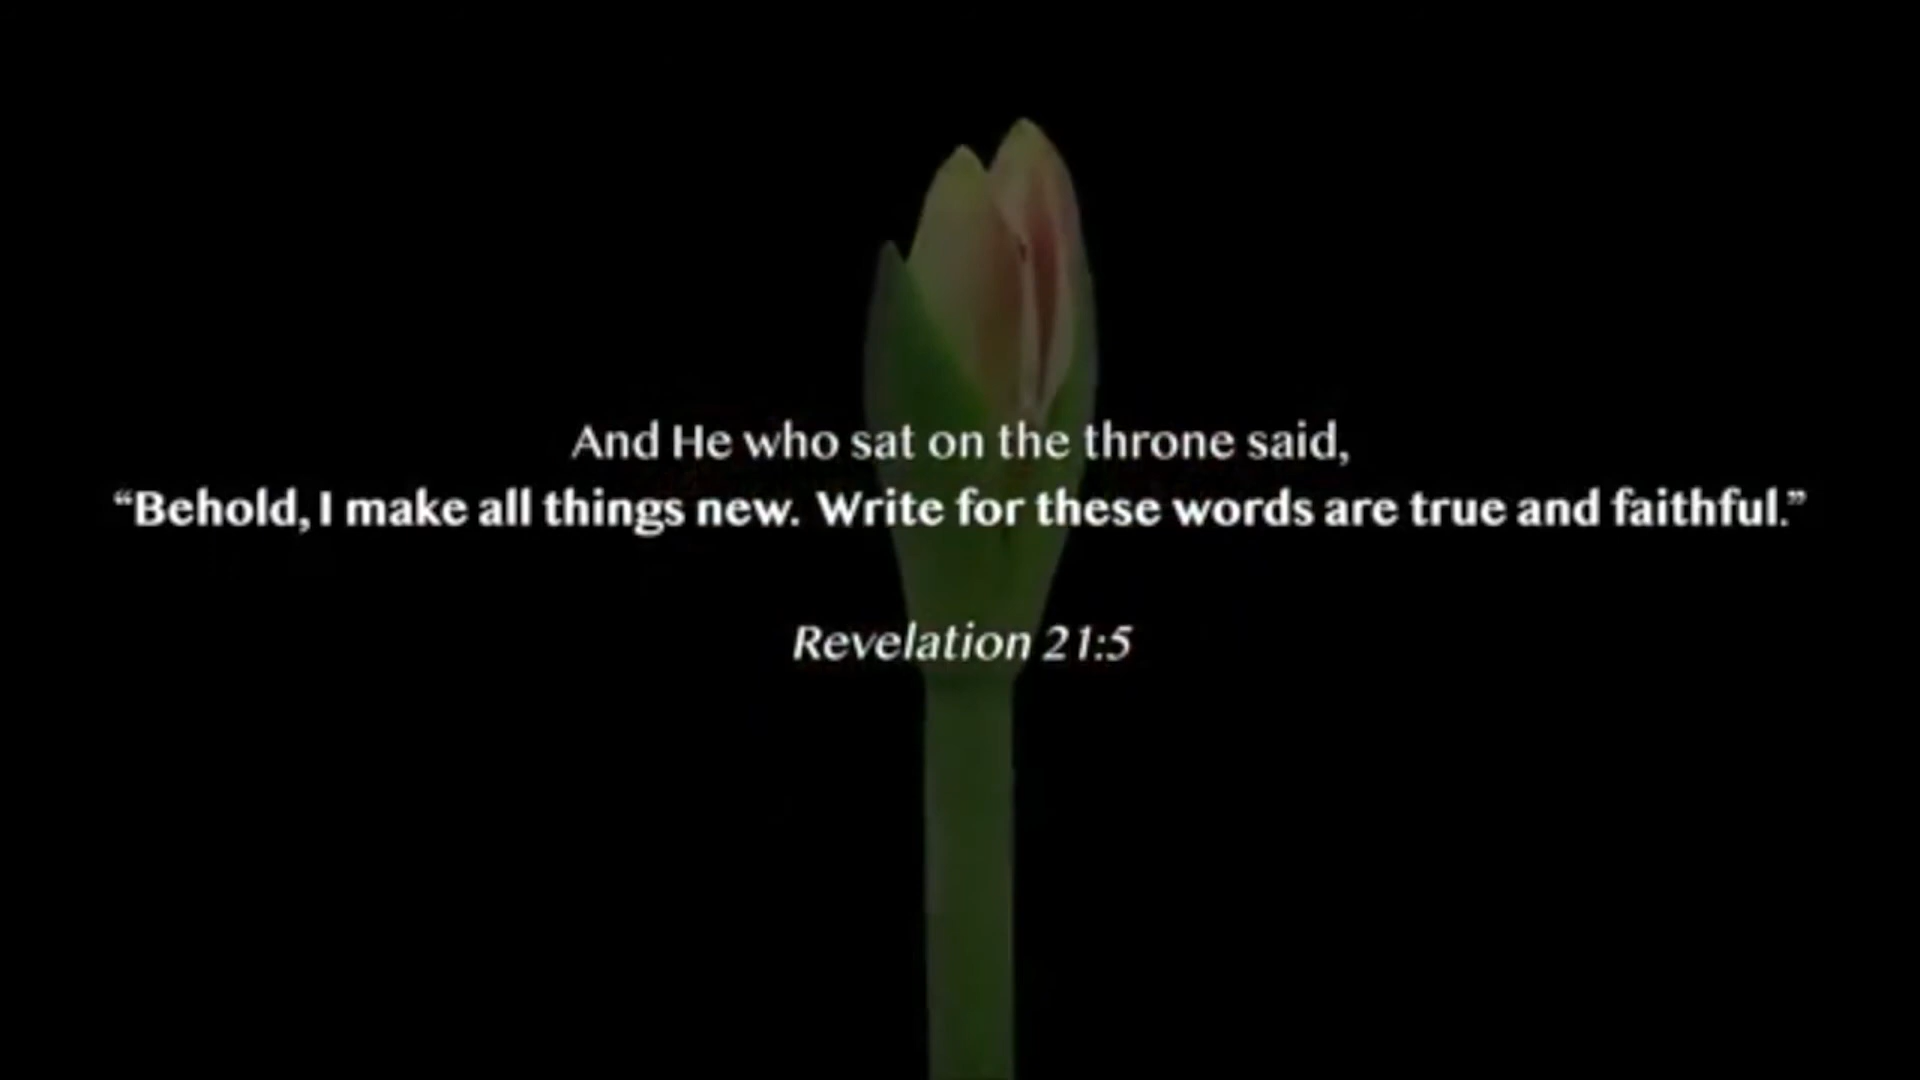 And He who sat on the throne said,
“Behold, I make all things new. Write for these words are true and faithful.”
Revelation 21:5